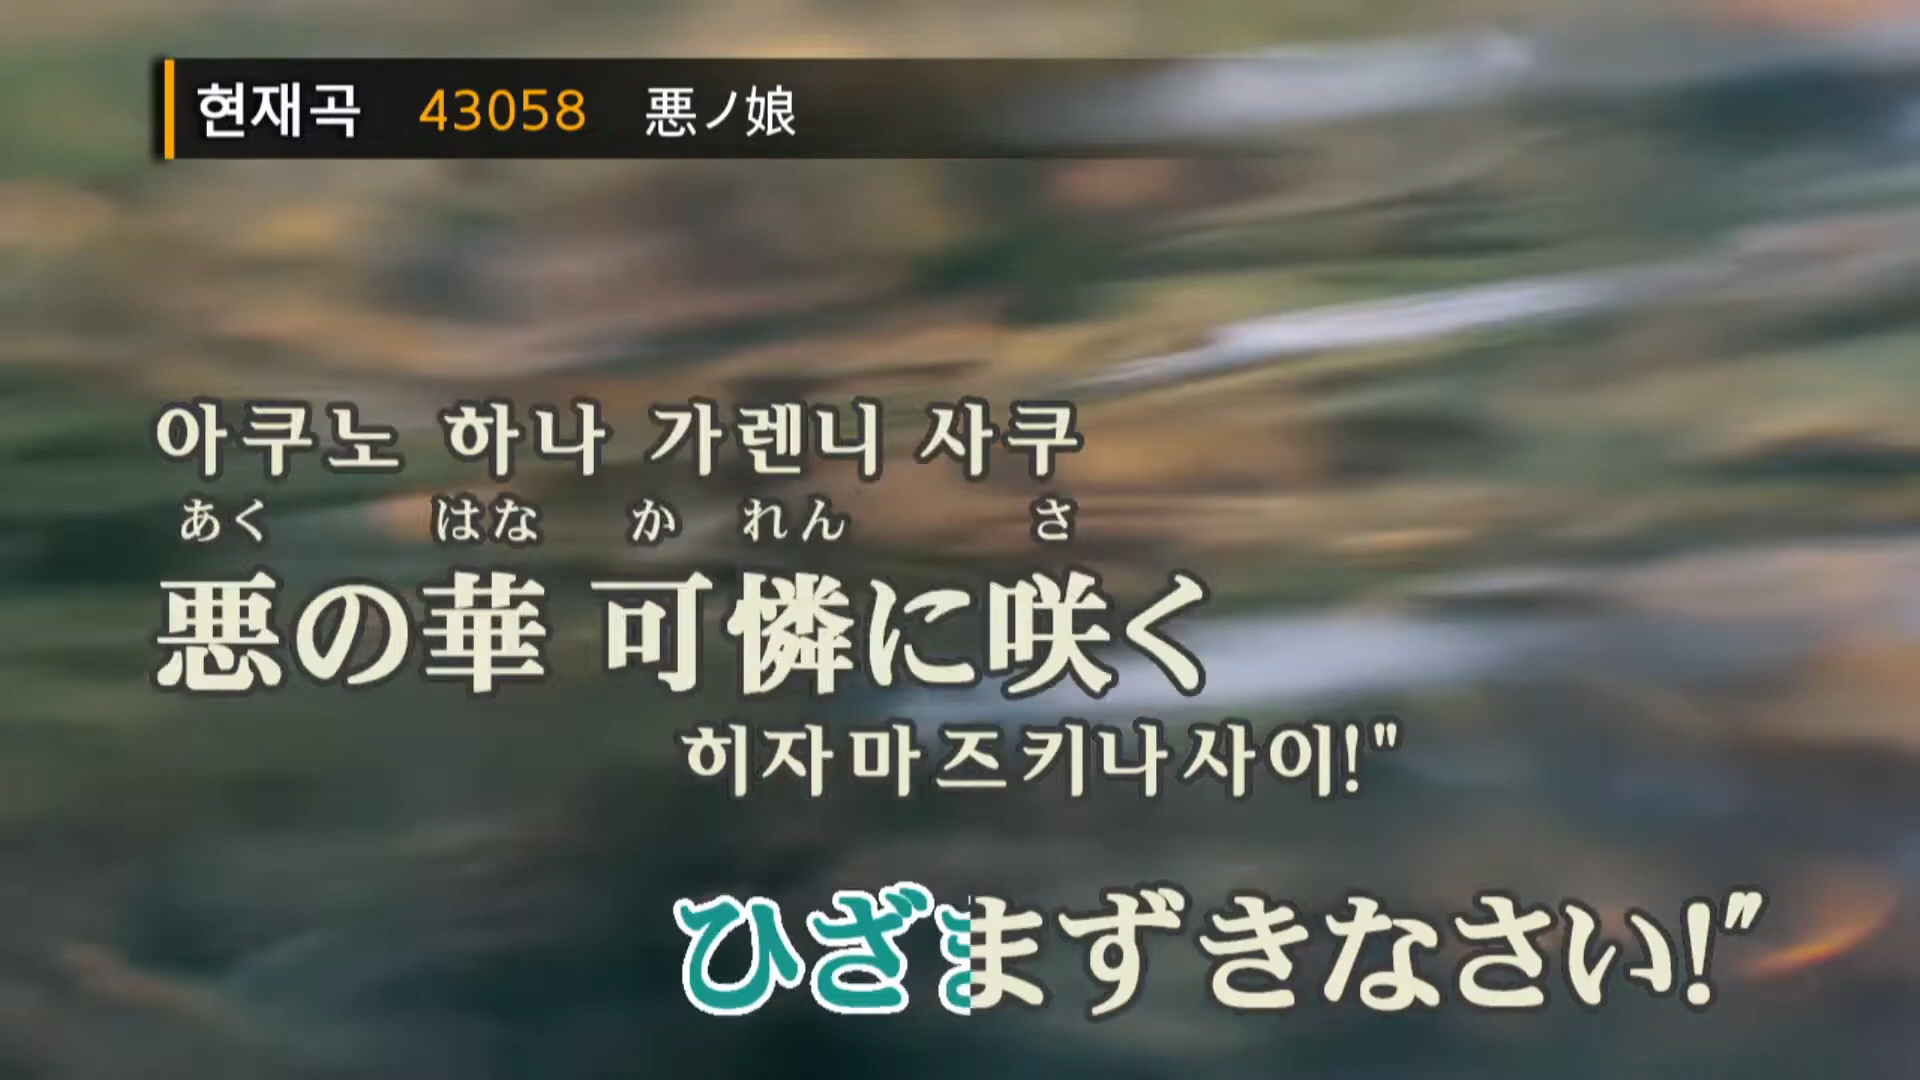 현재곡 43058 悪ノ娘
아쿠노 하나 가렌니 사쿠
あく はな か れん さ
悪の華 可憐に咲く
히자마즈키나사이!"
ひざまずきなさい!"